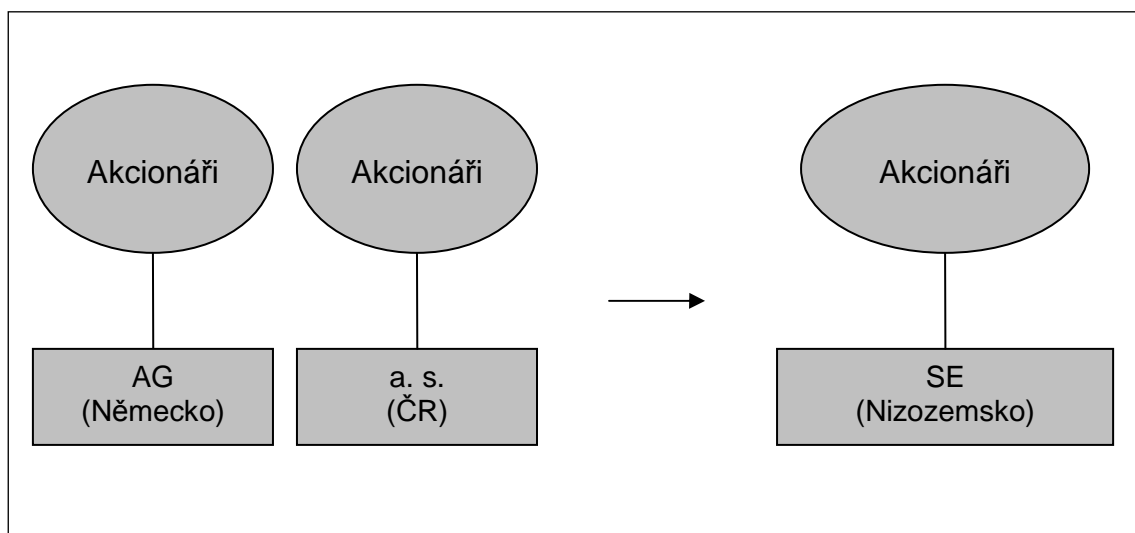 Akcionáři
Akcionáři
Akcionáři
AG
(Německo)
a. s.
(ČR)
SE
(Nizozemsko)